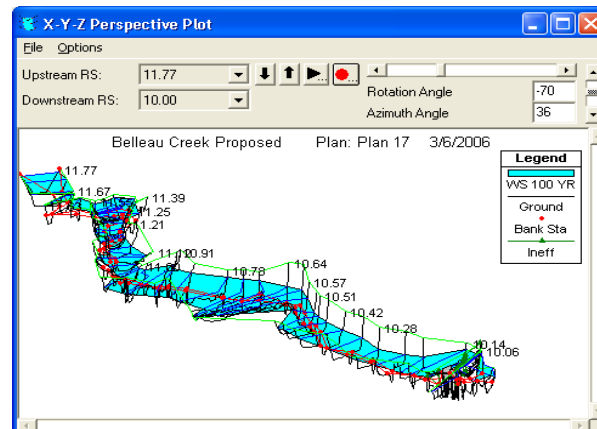 X-Y-Z Perspective Plot
File Options
Upstream RS: 11.77
Downstream RS: 10.00
Rotation Angle -70
Azimuth Angle 36
Belleau Creek Proposed Plan: Plan 17 3/6/2006
Legend
WS 100 YR
Ground
Bank Sta
Ineff
11.77
11.67
11.39
11.25
11.21
10.91
10.73
10.64
10.57
10.51
10.42
10.28
10.14
10.06